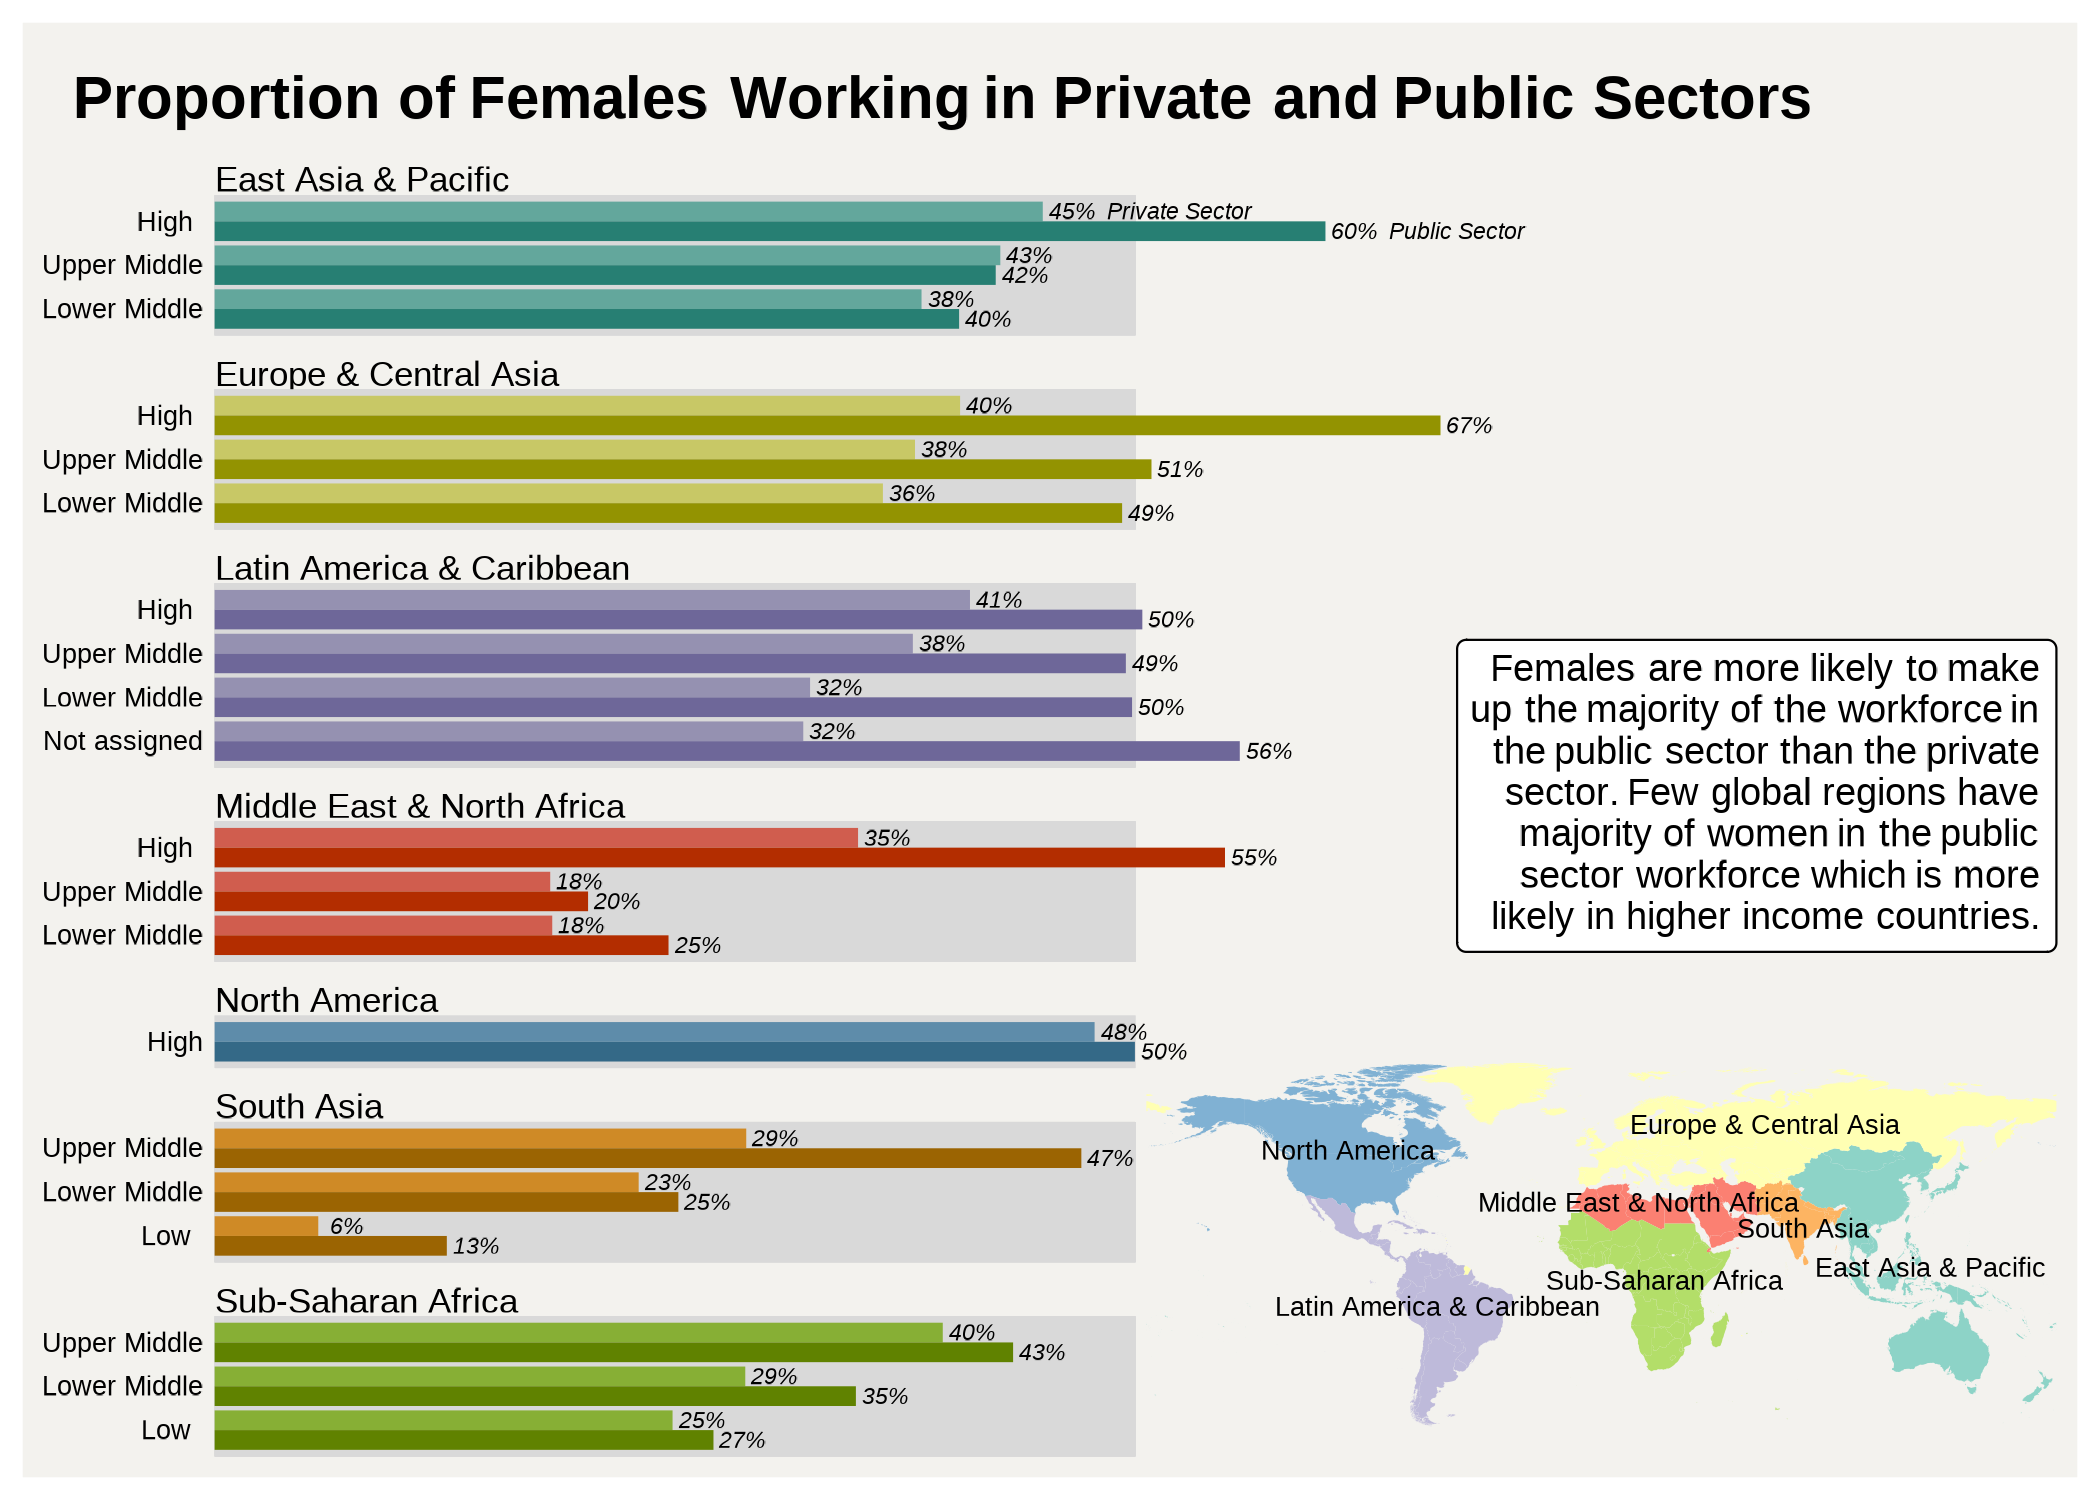 Proportion of Females Working in Private and Public Sectors
East Asia & Pacific
High 45% Private Sector
60% Public Sector
Upper Middle 43%
42%
Lower Middle 38%
40%
Europe & Central Asia
High 40%
67%
Upper Middle 38%
51%
Lower Middle 36%
49%
Latin America & Caribbean
High 41%
50%
Upper Middle 38%
49%
Lower Middle 32%
50%
Not assigned 32%
56%
Middle East & North Africa
High 35%
55%
Upper Middle 18%
20%
Lower Middle 18%
25%
North America
High 48%
50%
South Asia
Upper Middle 29%
47%
Lower Middle 23%
25%
Low 6%
13%
Sub-Saharan Africa
Upper Middle 40%
43%
Lower Middle 29%
35%
Low 25%
27%
Females are more likely to make
up the majority of the workforce in
the public sector than the private
sector. Few global regions have
majority of women in the public
sector workforce which is more
likely in higher income countries.
Europe & Central Asia
North America
Middle East & North Africa
South Asia
East Asia & Pacific
Sub-Saharan Africa
Latin America & Caribbean